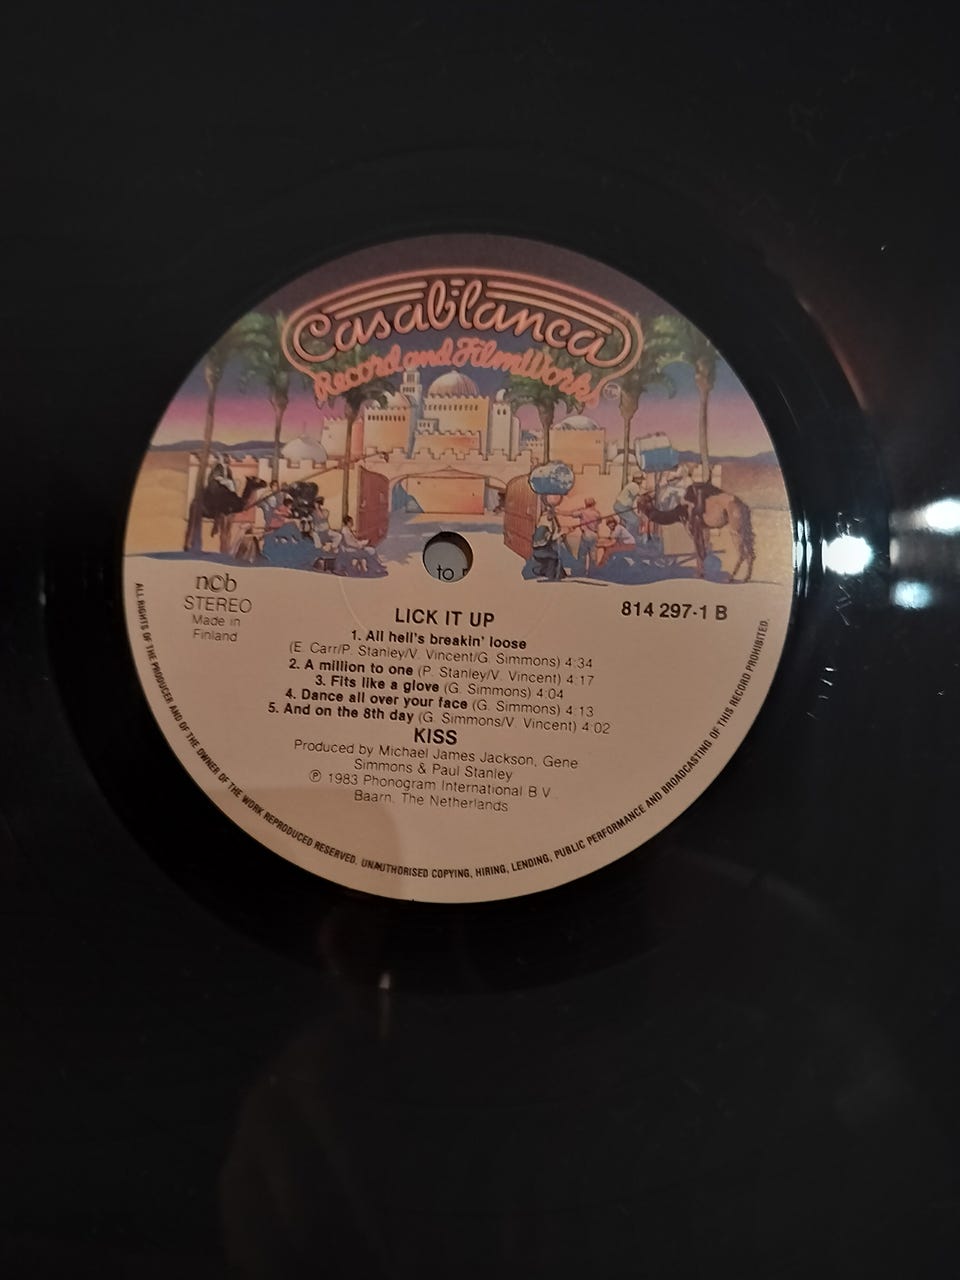 Casablanca
Record and FilmWorks
TM
to
ncb
STEREO
Made in
Finland
814 297-1 B
LICK IT UP
1. All hell's breakin' loose
(E. Carr/P. Stanley/V. Vincent/G. Simmons) 4:34
2. A million to one (P. Stanley/V. Vincent) 4:17
3. Fits like a glove (G. Simmons) 4:04
4. Dance all over your face (G. Simmons) 4:13
5. And on the 8th day (G. Simmons/V. Vincent) 4:02
KISS
Produced by Michael James Jackson, Gene
Simmons & Paul Stanley
℗ 1983 Phonogram International B V
Baarn, The Netherlands
ALL RIGHTS OF THE PRODUCER AND OF THE OWNER OF THE WORK REPRODUCED RESERVED. UNAUTHORISED COPYING, HIRING, LENDING, PUBLIC PERFORMANCE AND BROADCASTING OF THIS RECORD PROHIBITED.